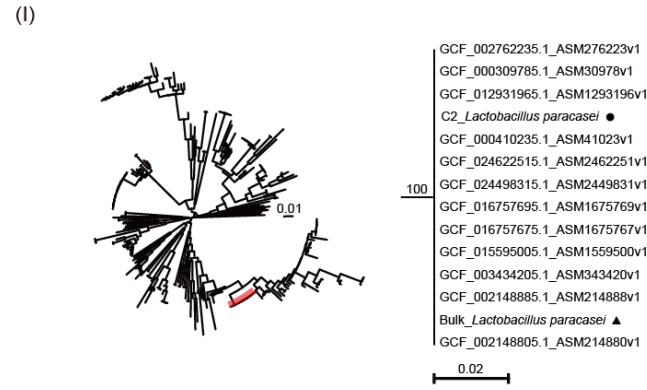 (I)
GCF_002762235.1_ASM276223v1
GCF_000309785.1_ASM30978v1
GCF_012931965.1_ASM1293196v1
C2_Lactobacillus paracasei ●
GCF_000410235.1_ASM41023v1
GCF_024622515.1_ASM2462251v1
GCF_024498315.1_ASM2449831v1
100
GCF_016757695.1_ASM1675769v1
0.01
GCF_016757675.1_ASM1675767v1
GCF_015595005.1_ASM1559500v1
GCF_003434205.1_ASM343420v1
GCF_002148885.1_ASM214888v1
Bulk_Lactobacillus paracasei ▲
GCF_002148805.1_ASM214880v1
0.02